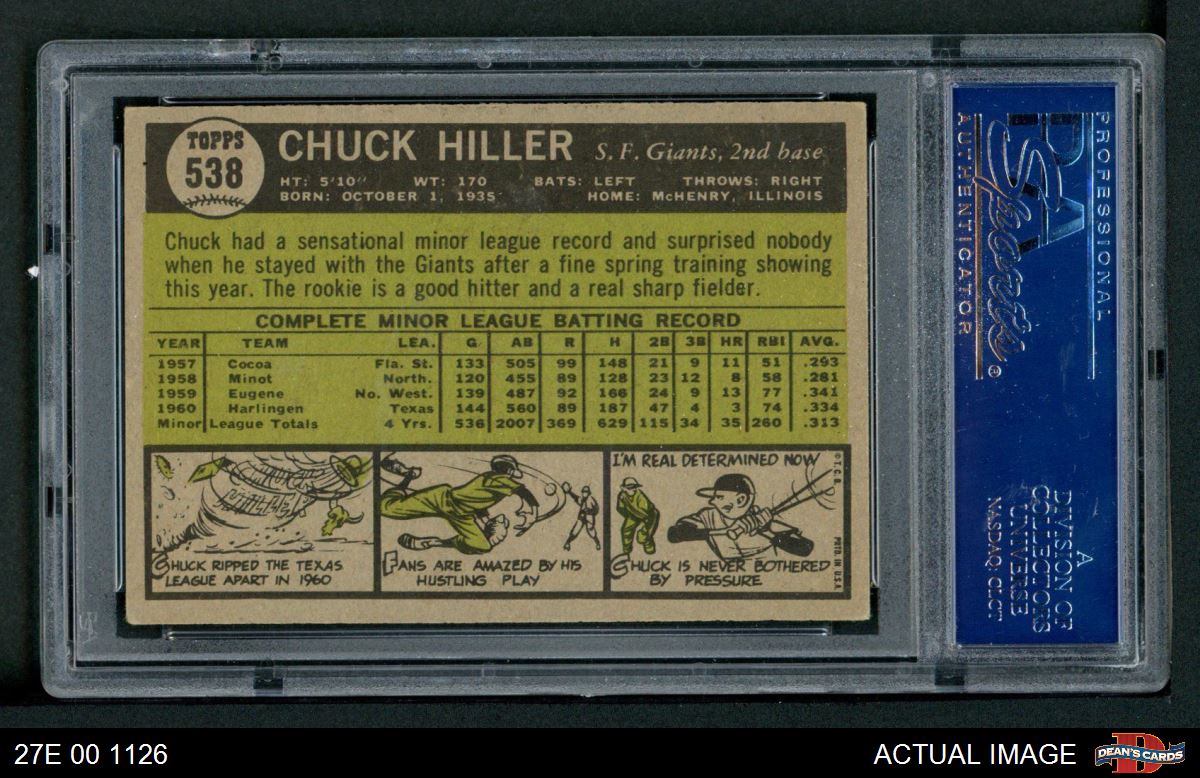 TOPPS
538
CHUCK HILLER S. F. Giants, 2nd base
HT: 5'10" WT: 170 BATS: LEFT THROWS: RIGHT
BORN: OCTOBER 1, 1935 HOME: McHENRY, ILLINOIS
Chuck had a sensational minor league record and surprised nobody
when he stayed with the Giants after a fine spring training showing
this year. The rookie is a good hitter and a real sharp fielder.
COMPLETE MINOR LEAGUE BATTING RECORD
YEAR TEAM LEA. G AB R H 2B 3B HR RBI AVG.
1957 Cocoa Fla. St. 133 505 99 148 21 9 11 51 .293
1958 Minot North. 120 455 89 128 23 12 8 58 .281
1959 Eugene No. West. 139 487 92 166 24 9 13 77 .341
1960 Harlingen Texas 144 560 89 187 47 4 3 74 .334
Minor League Totals 4 Yrs. 536 2007 369 629 115 34 35 260 .313
CHUCK RIPPED THE TEXAS
LEAGUE APART IN 1960
FANS ARE AMAZED BY HIS
HUSTLING PLAY
I'M REAL DETERMINED NOW
CHUCK IS NEVER BOTHERED
BY PRESSURE
© T.C.G.
PRTD. IN U.S.A.
PROFESSIONAL
PSA
Sports ®
AUTHENTICATOR
A
DIVISION OF
COLLECTORS
UNIVERSE
NASDAQ: CLCT
27E 00 1126
ACTUAL IMAGE
DEAN'S CARDS